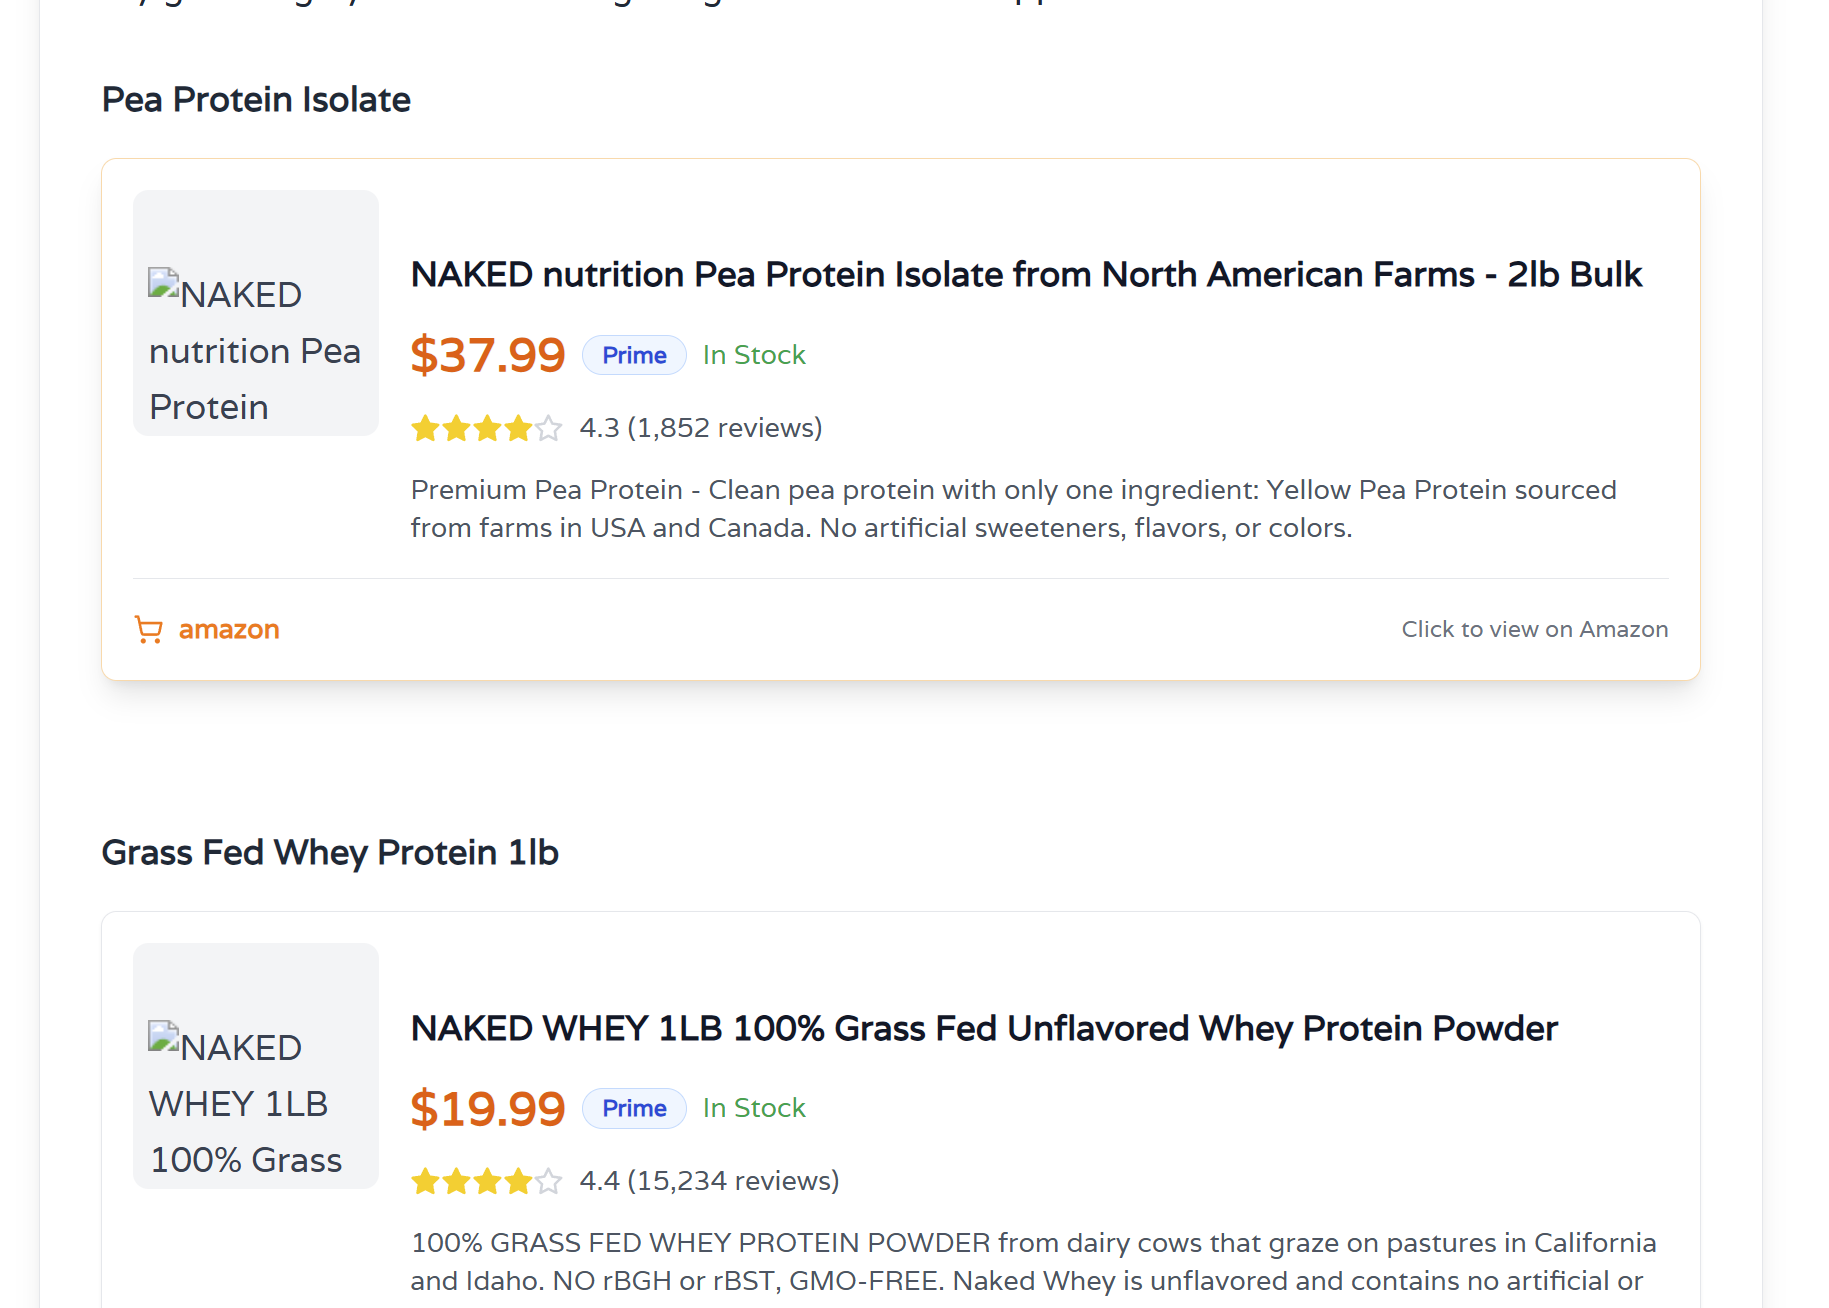 Pea Protein Isolate
NAKED
nutrition Pea
Protein
NAKED nutrition Pea Protein Isolate from North American Farms - 2lb Bulk
$37.99 Prime In Stock
4.3 (1,852 reviews)
Premium Pea Protein - Clean pea protein with only one ingredient: Yellow Pea Protein sourced
from farms in USA and Canada. No artificial sweeteners, flavors, or colors.
amazon
Click to view on Amazon
Grass Fed Whey Protein 1lb
NAKED
WHEY 1LB
100% Grass
NAKED WHEY 1LB 100% Grass Fed Unflavored Whey Protein Powder
$19.99 Prime In Stock
4.4 (15,234 reviews)
100% GRASS FED WHEY PROTEIN POWDER from dairy cows that graze on pastures in California
and Idaho. NO rBGH or rBST, GMO-FREE. Naked Whey is unflavored and contains no artificial or